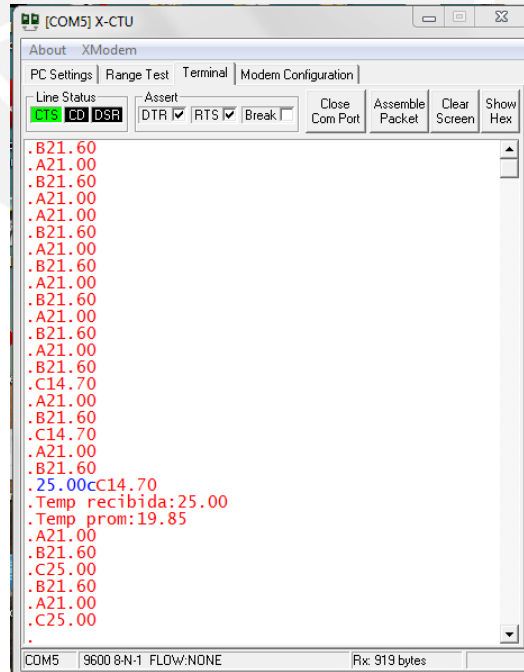 [COM5] X-CTU
About XModem
PC Settings Range Test Terminal Modem Configuration
Line Status
CTS CD DSR
Assert
DTR RTS Break
Close Com Port
Assemble Packet
Clear Screen
Show Hex
.B21.60
.A21.00
.B21.60
.A21.00
.A21.00
.B21.60
.A21.00
.B21.60
.A21.00
.B21.60
.A21.00
.B21.60
.A21.00
.B21.60
.C14.70
.A21.00
.B21.60
.C14.70
.A21.00
.B21.60
.25.00cC14.70
.Temp recibida:25.00
.Temp prom:19.85
.A21.00
.B21.60
.C25.00
.B21.60
.A21.00
.C25.00
.
COM5 9600 8-N-1 FLOW:NONE Rx: 919 bytes